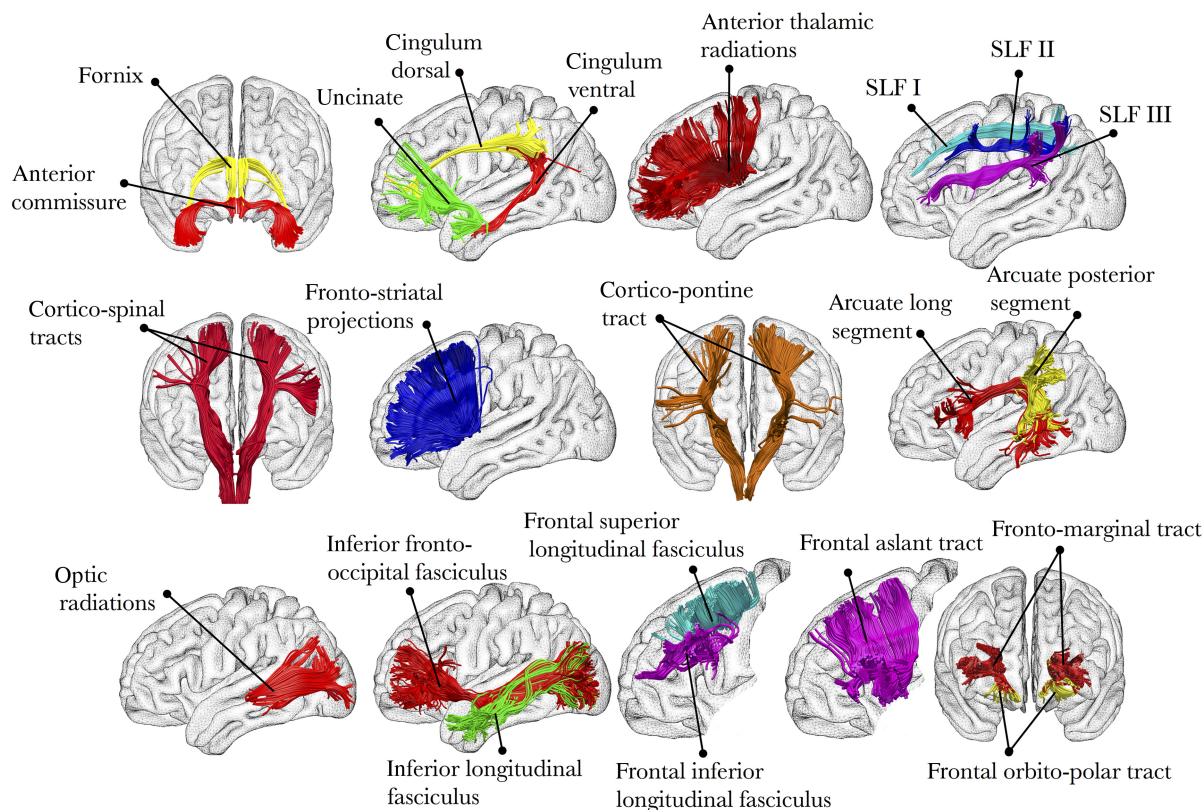 Fornix
Anterior
commissure
Cingulum
dorsal
Uncinate
Cingulum
ventral
Anterior thalamic
radiations
SLF I
SLF II
SLF III
Cortico-spinal
tracts
Fronto-striatal
projections
Cortico-pontine
tract
Arcuate long
segment
Arcuate posterior
segment
Optic
radiations
Inferior fronto-
occipital fasciculus
Inferior longitudinal
fasciculus
Frontal superior
longitudinal fasciculus
Frontal inferior
longitudinal fasciculus
Frontal aslant tract
Fronto-marginal tract
Frontal orbito-polar tract